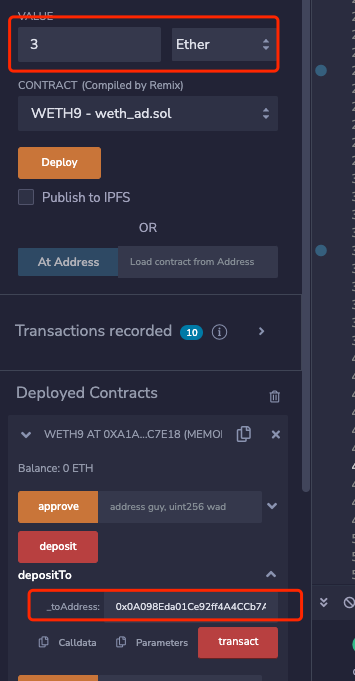 VALUE
3
Ether
CONTRACT (Compiled by Remix)
WETH9 - weth_ad.sol
Deploy
Publish to IPFS
OR
At Address
Load contract from Address
Transactions recorded 10
Deployed Contracts
WETH9 AT 0XA1A...C7E18 (MEMO
Balance: 0 ETH
approve
address guy, uint256 wad
deposit
depositTo
_toAddress:
0x0A098Eda01Ce92ff4A4CCb7A
Calldata
Parameters
transact